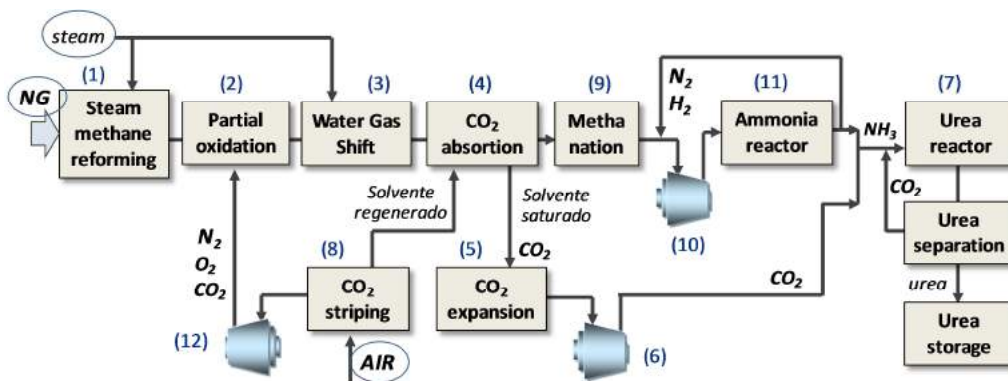 steam
(1)
(2)
(3)
(4)
(9)
N2
H2
(11)
(7)
NG
Steam
methane
reforming
Partial
oxidation
Water Gas
Shift
CO2
absortion
Metha
nation
Ammonia
reactor
NH3
Urea
reactor
Solvente
regenerado
Solvente
saturado
CO2
N2
O2
CO2
(8)
(5)
CO2
(10)
CO2
Urea
separation
CO2
striping
CO2
expansion
urea
(12)
AIR
(6)
Urea
storage